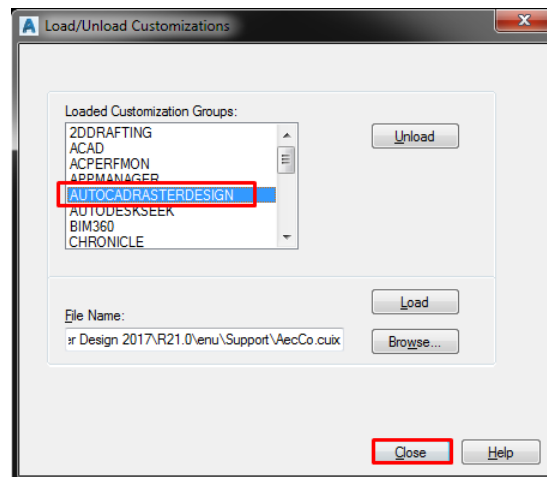 Load/Unload Customizations
Loaded Customization Groups:
2DDRAFTING
ACAD
ACPERFMON
APPMANAGER
AUTOCADRASTERDESIGN
AUTODESKSEEK
BIM360
CHRONICLE
Unload
File Name:
er Design 2017\R21.0\enu\Support\AecCo.cuix
Load
Browse...
Close
Help